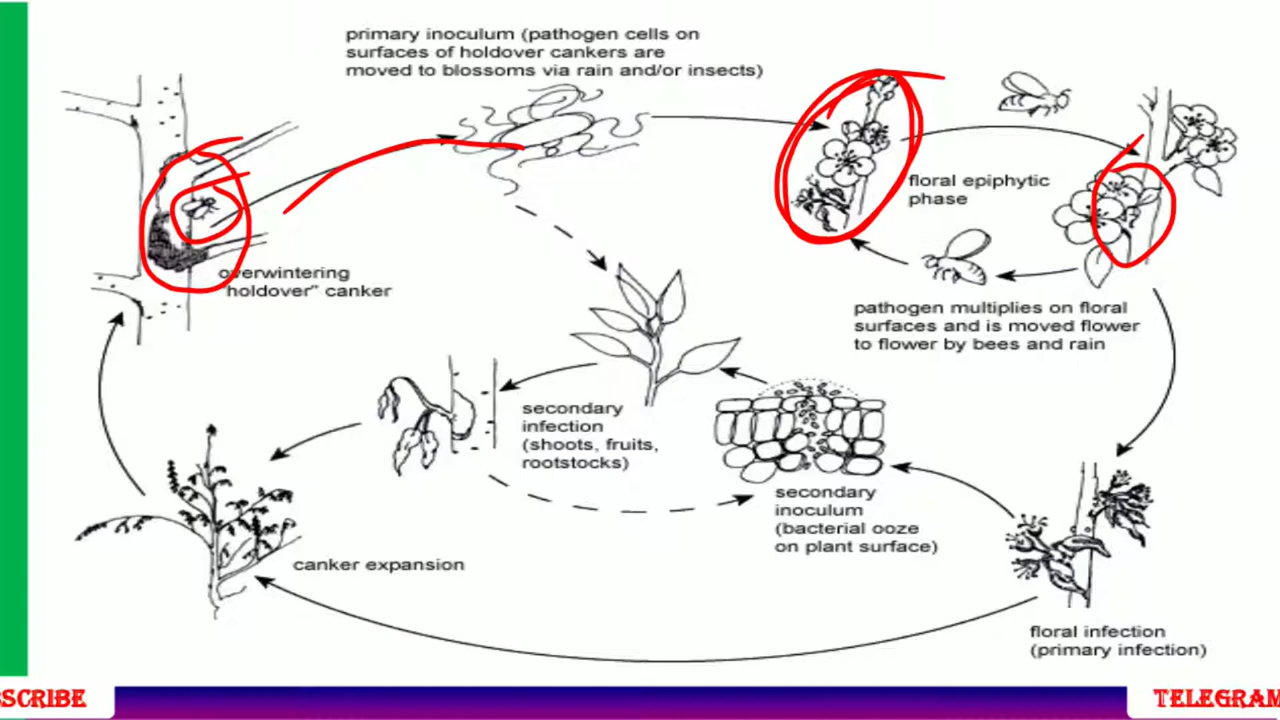 primary inoculum (pathogen cells on
surfaces of holdover cankers are
moved to blossoms via rain and/or insects)
floral epiphytic
phase
overwintering
"holdover" canker
pathogen multiplies on floral
surfaces and is moved flower
to flower by bees and rain
secondary
infection
(shoots, fruits,
rootstocks)
secondary
inoculum
(bacterial ooze
on plant surface)
canker expansion
floral infection
(primary infection)
SCRIBE
TELEGRAM